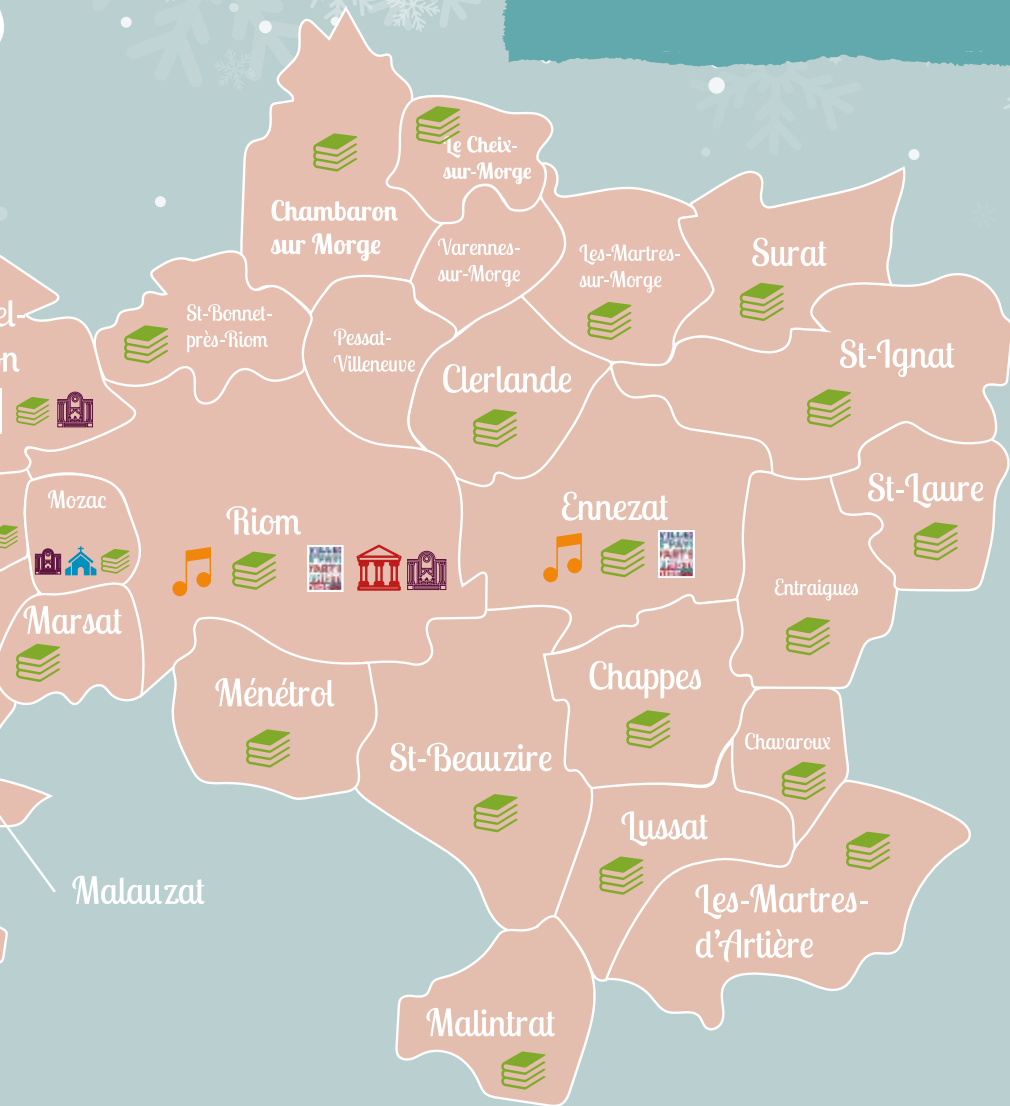 Le Cheix-
sur-Morge
Chambaron
sur Morge
Varennes-
sur-Morge
Les-Martres-
sur-Morge
Surat
St-Bonnet-
près-Riom
el-
n
Pessat-
Villeneuve
Clerlande
St-Ignat
Mozac
Riom
Ennezat
St-Laure
Entraigues
Marsat
Ménétrol
Chappes
St-Beauzire
Chavaroux
Lussat
Malauzat
Les-Martres-
d'Artière
Malintrat